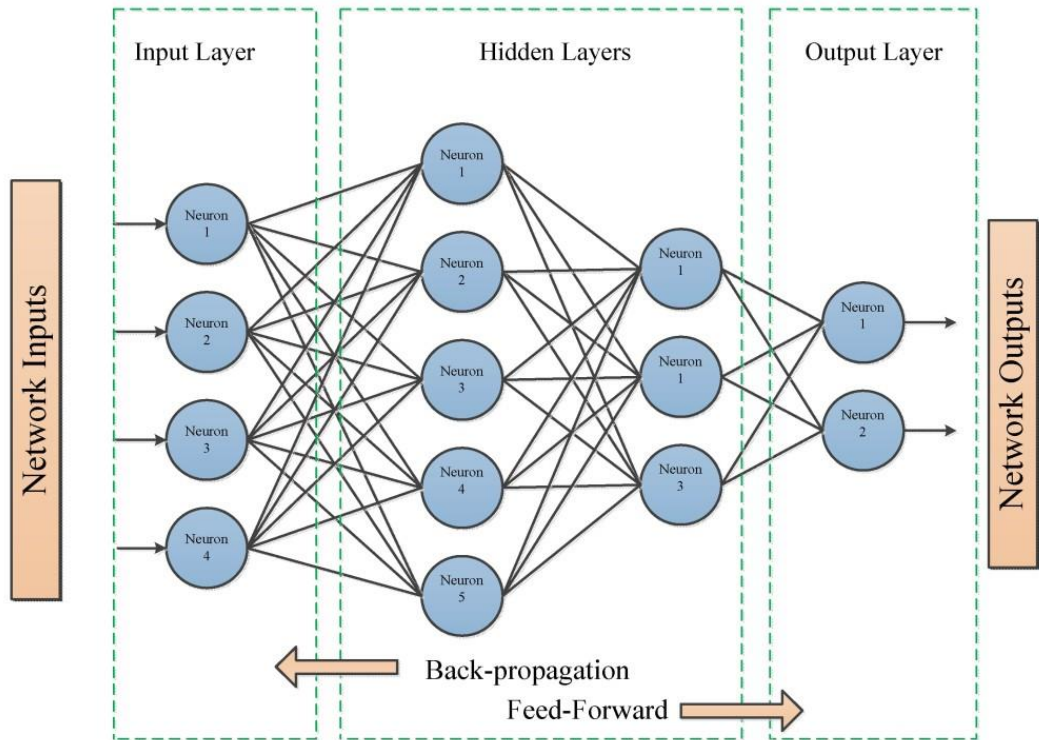 Input Layer
Hidden Layers
Output Layer
Network Inputs
Neuron
1
Neuron
2
Neuron
3
Neuron
4
Neuron
1
Neuron
2
Neuron
3
Neuron
4
Neuron
5
Neuron
1
Neuron
1
Neuron
3
Neuron
1
Neuron
2
Network Outputs
Back-propagation
Feed-Forward